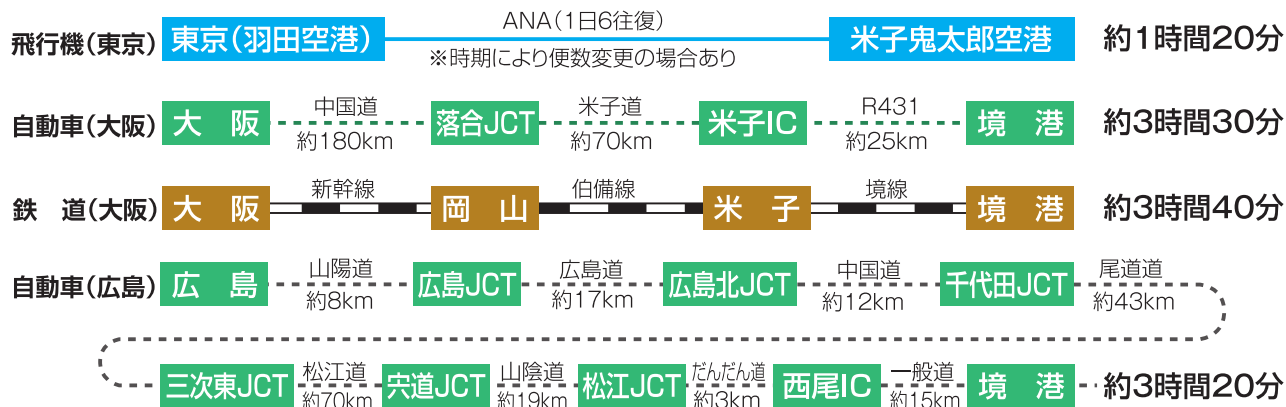 飛行機(東京) 東京(羽田空港) ANA(1日6往復) 米子鬼太郎空港 約1時間20分
※時期により便数変更の場合あり
自動車(大阪) 大阪 中国道 約180km 落合JCT 米子道 約70km 米子IC R431 約25km 境港 約3時間30分
鉄道(大阪) 大阪 新幹線 岡山 伯備線 米子 境線 境港 約3時間40分
自動車(広島) 広島 山陽道 約8km 広島JCT 広島道 約17km 広島北JCT 中国道 約12km 千代田JCT 尾道道 約43km
三次東JCT 松江道 約70km 宍道JCT 山陰道 約19km 松江JCT だんだん道 約3km 西尾IC 一般道 約15km 境港 約3時間20分